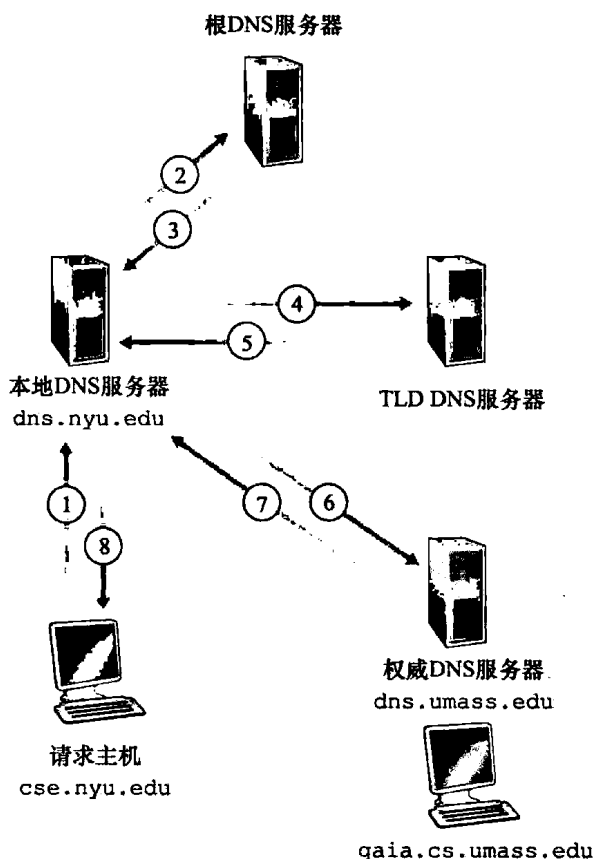 根DNS服务器
2
3
4
5
本地DNS服务器
dns.nyu.edu
TLD DNS服务器
1
8
7
6
权威DNS服务器
dns.umass.edu
请求主机
cse.nyu.edu
gaia.cs.umass.edu